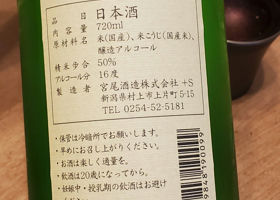 品目 日本酒
内容量 720ml
原材料名 米(国産)、米こうじ(国産米)、
醸造アルコール
精米歩合 50%
アルコール分 16度
製造者 宮尾酒造株式会社 +S
新潟県村上市上片町5-15
TEL 0254-52-5181
・保管は冷暗所でお願いします。
・早めにお召し上がりください。
・お酒は楽しく適量を。
・飲酒は20歳になってから。
・妊娠中・授乳期の飲酒はお避け
ください。